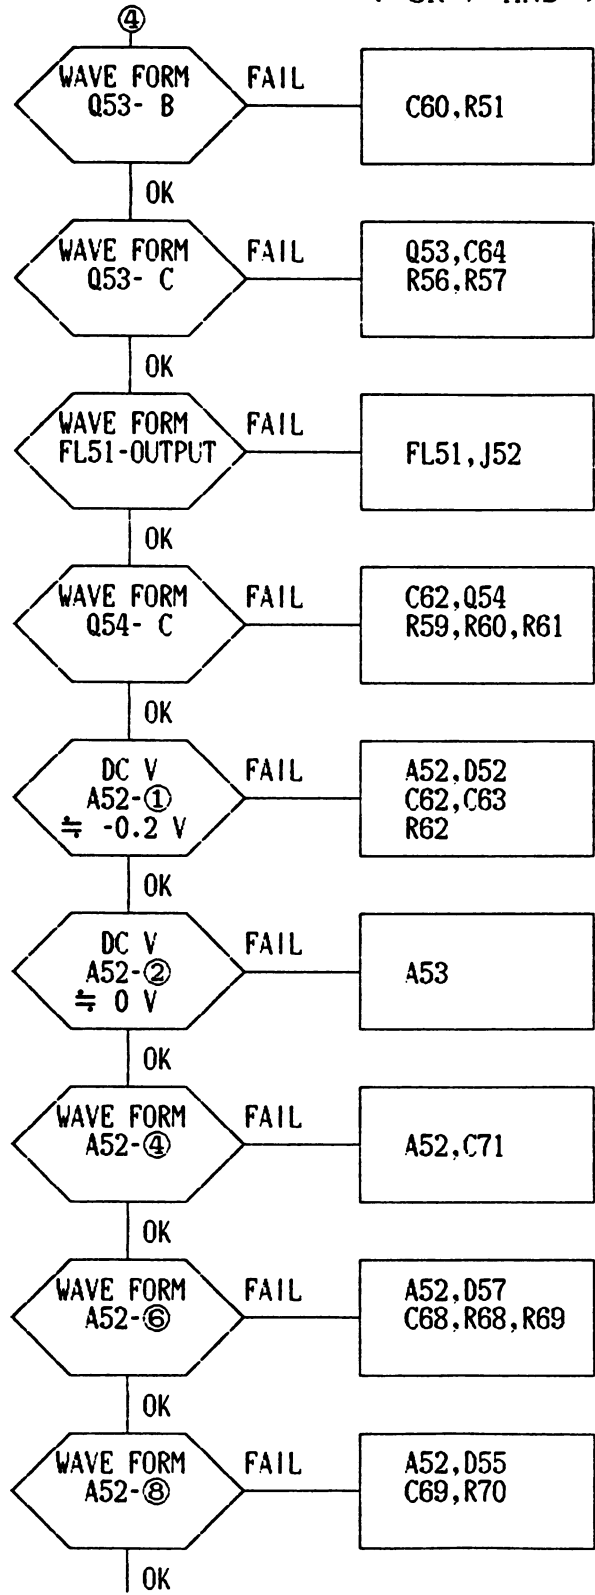 ④
WAVE FORM
Q53- B
FAIL
C60,R51
OK
WAVE FORM
Q53- C
FAIL
Q53,C64
R56,R57
OK
WAVE FORM
FL51-OUTPUT
FAIL
FL51,J52
OK
WAVE FORM
Q54- C
FAIL
C62,Q54
R59,R60,R61
OK
DC V
A52-①
≒ -0.2 V
FAIL
A52,D52
C62,C63
R62
OK
DC V
A52-②
≒ 0 V
FAIL
A53
OK
WAVE FORM
A52-④
FAIL
A52,C71
OK
WAVE FORM
A52-⑥
FAIL
A52,D57
C68,R68,R69
OK
WAVE FORM
A52-⑧
FAIL
A52,D55
C69,R70
OK